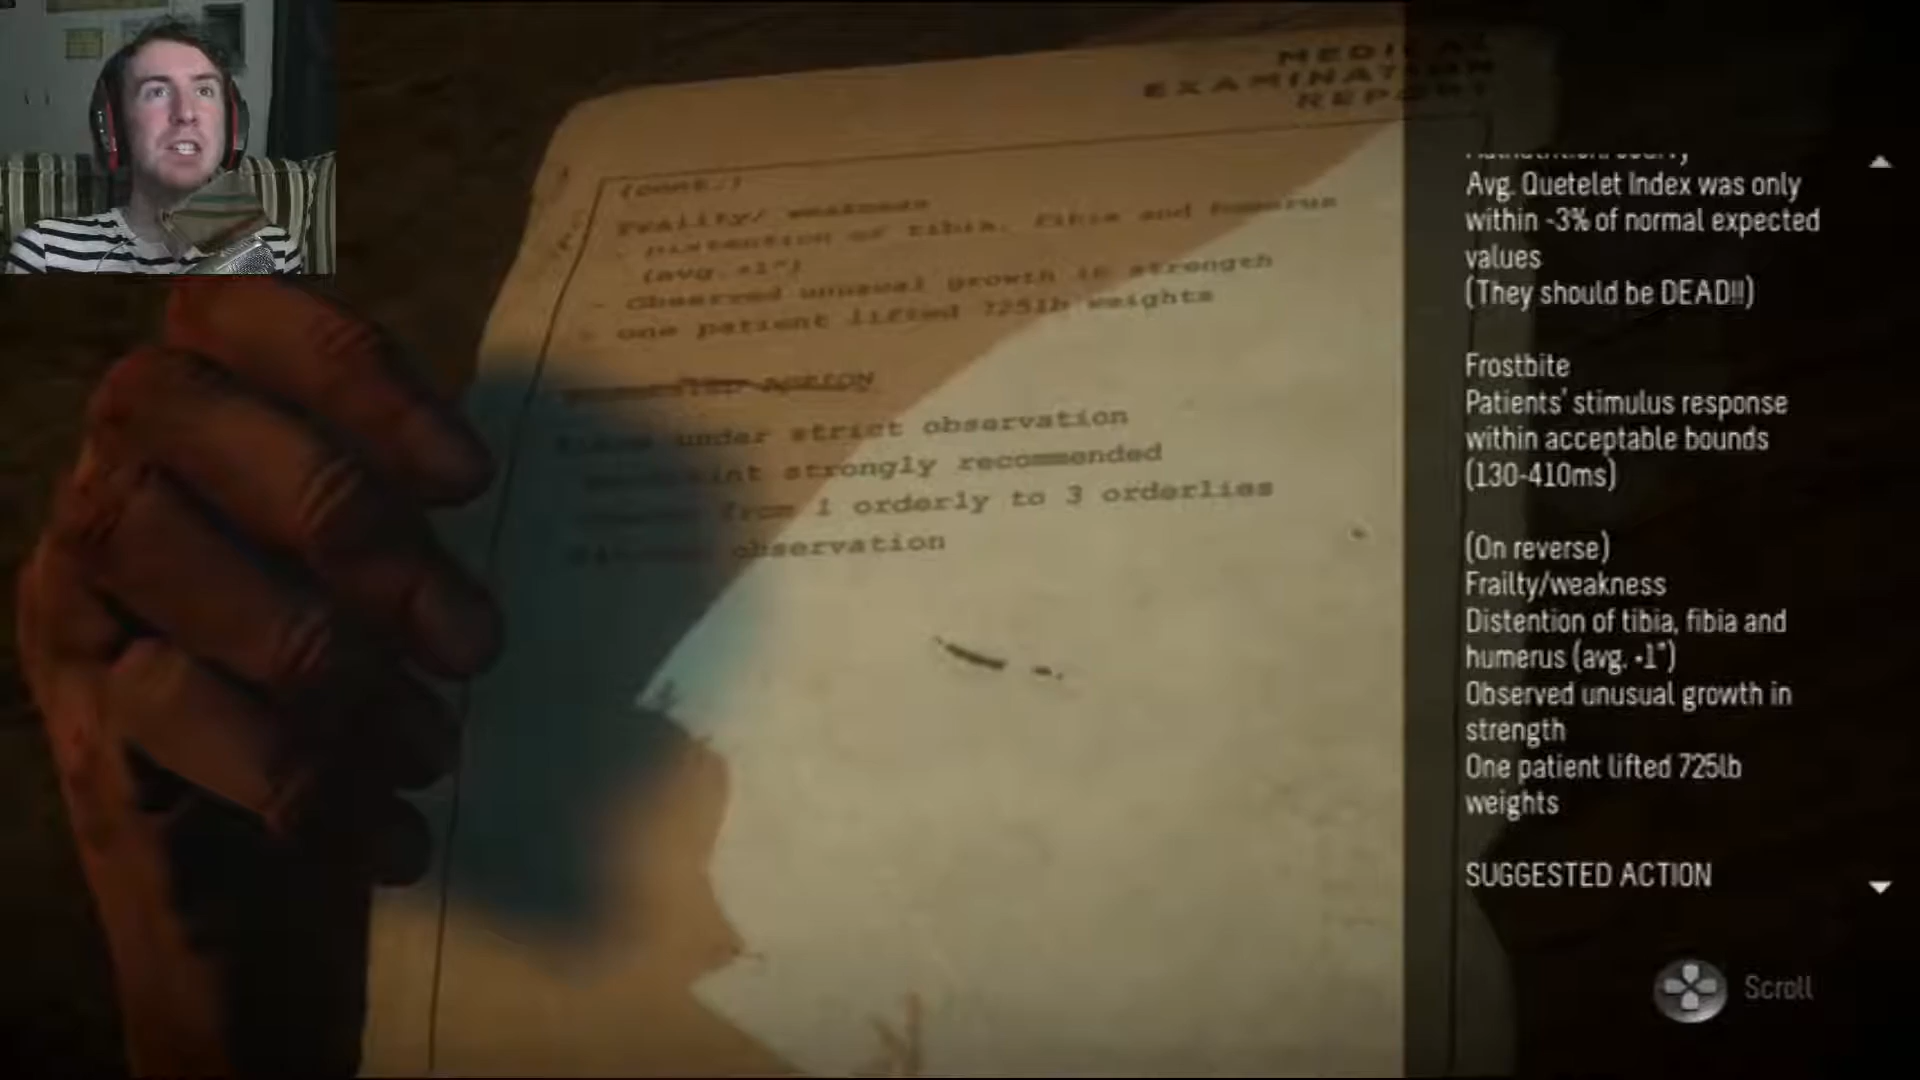 MEDICAL
EXAMINATION
REPORT
(cont.)
Frailty/ weakness
- Distention of tibia, fibia and humerus
(avg. +1")
- Observed unusual growth in strength
- one patient lifted 725lb weights
ACTION
under strict observation
strongly recommended
from 1 orderly to 3 orderlies
observation
Avg. Quetelet Index was only
within -3% of normal expected
values
(They should be DEAD!!)
Frostbite
Patients' stimulus response
within acceptable bounds
(130-410ms)
(On reverse)
Frailty/weakness
Distention of tibia, fibia and
humerus (avg. +1")
Observed unusual growth in
strength
One patient lifted 725lb
weights
SUGGESTED ACTION
Scroll